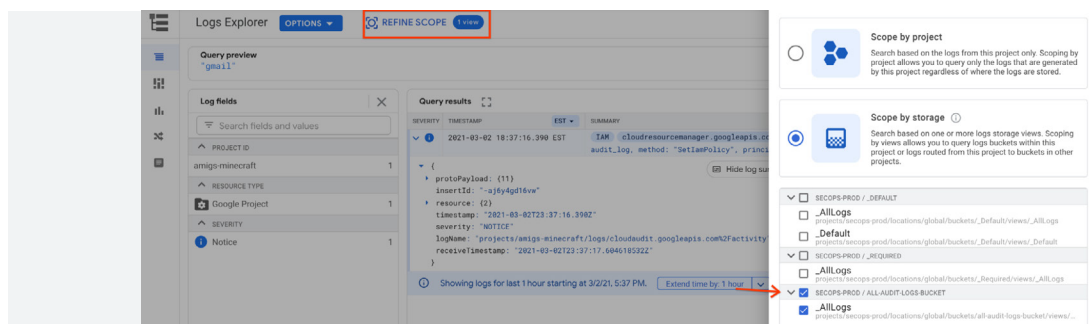 Logs Explorer OPTIONS REFINE SCOPE 1 view
Query preview
"gmail"
Log fields
Search fields and values
PROJECT ID
amigs-minecraft 1
RESOURCE TYPE
Google Project 1
SEVERITY
Notice 1
Query results
SEVERITY TIMESTAMP EST SUMMARY
2021-03-02 18:37:16.390 EST IAM cloudresourcemanager.googleapis.co
audit_log, method: "SetIamPolicy", princi
Hide log su
{
protoPayload: {11}
insertId: "-aj6y4gd16vw"
resource: {2}
timestamp: "2021-03-02T23:37:16.390Z"
severity: "NOTICE"
logName: "projects/amigs-minecraft/logs/cloudaudit.googleapis.com%2Factivity
receiveTimestamp: "2021-03-02T23:37:17.604618532Z"
}
Showing logs for last 1 hour starting at 3/2/21, 5:37 PM. Extend time by: 1 hour
Scope by project
Search based on the logs from this project only. Scoping by
project allows you to query only the logs that are generated
by this project regardless of where the logs are stored.
Scope by storage
Search based on one or more logs storage views. Scoping
by views allows you to query logs buckets within this
project or logs routed from this project to buckets in other
projects.
SECOPS-PROD / _DEFAULT
_AllLogs
projects/secops-prod/locations/global/buckets/_Default/views/_AllLogs
_Default
projects/secops-prod/locations/global/buckets/_Default/views/_Default
SECOPS-PROD / _REQUIRED
_AllLogs
projects/secops-prod/locations/global/buckets/_Required/views/_AllLogs
SECOPS-PROD / ALL-AUDIT-LOGS-BUCKET
_AllLogs
projects/secops-prod/locations/global/buckets/all-audit-logs-bucket/views/...